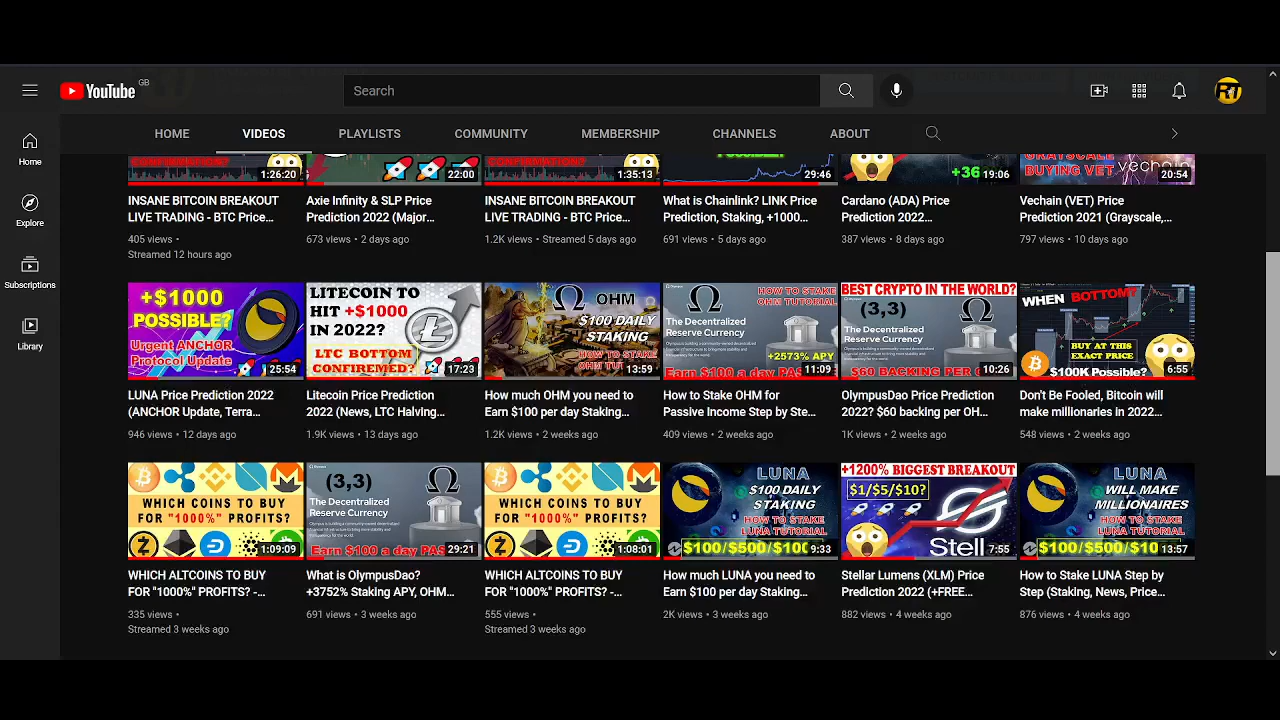 YouTube GB
Search
RT
HOME VIDEOS PLAYLISTS COMMUNITY MEMBERSHIP CHANNELS ABOUT
Home
Explore
Subscriptions
Library
1:26:20
22:00
1:35:13
29:46
+36
19:06
GRAYSCALE
BUYING VET
vechain
20:54
INSANE BITCOIN BREAKOUT
LIVE TRADING - BTC Price...
405 views •
Streamed 12 hours ago
Axie Infinity & SLP Price
Prediction 2022 (Major...
673 views • 2 days ago
INSANE BITCOIN BREAKOUT
LIVE TRADING - BTC Price...
1.2K views • Streamed 5 days ago
What is Chainlink? LINK Price
Prediction, Staking, +1000...
691 views • 5 days ago
Cardano (ADA) Price
Prediction 2022...
387 views • 8 days ago
Vechain (VET) Price
Prediction 2021 (Grayscale,...
797 views • 10 days ago
+$1000
POSSIBLE?
Urgent ANCHOR
Protocol Update
25:54
LUNA Price Prediction 2022
(ANCHOR Update, Terra...
946 views • 12 days ago
LITECOIN TO
HIT +$1000
IN 2022?
LTC BOTTOM
CONFIRMED?
17:23
Litecoin Price Prediction
2022 (News, LTC Halving...
1.9K views • 13 days ago
OHM
$100 DAILY
STAKING
HOW TO STAKE
OHM TU
13:59
How much OHM you need to
Earn $100 per day Staking...
1.2K views • 2 weeks ago
HOW TO STAKE
OHM TUTORIAL
The Decentralized
Reserve Currency
+2573% APY
Earn $100 a day PAS
11:09
How to Stake OHM for
Passive Income Step by Ste...
409 views • 2 weeks ago
BEST CRYPTO IN THE WORLD?
(3,3)
The Decentralized
Reserve Currency
$60 BACKING PER O
10:26
OlympusDao Price Prediction
2022? $60 backing per OH...
1K views • 2 weeks ago
WHEN BOTTOM?
BUY AT THIS
EXACT PRICE
$100K Possible?
6:55
Don't Be Fooled, Bitcoin will
make millionaires in 2022...
548 views • 2 weeks ago
WHICH COINS TO BUY
FOR "1000%" PROFITS?
1:09:09
WHICH ALTCOINS TO BUY
FOR "1000%" PROFITS? -...
335 views •
Streamed 3 weeks ago
(3,3)
The Decentralized
Reserve Currency
Earn $100 a day PAS
29:21
What is OlympusDao?
+3752% Staking APY, OHM...
691 views • 3 weeks ago
WHICH COINS TO BUY
FOR "1000%" PROFITS?
1:08:01
WHICH ALTCOINS TO BUY
FOR "1000%" PROFITS? -...
555 views •
Streamed 3 weeks ago
LUNA
$100 DAILY
STAKING
HOW TO STAKE
LUNA TUTORIAL
$100/$500/$10
9:33
How much LUNA you need to
Earn $100 per day Staking...
2K views • 3 weeks ago
+1200% BIGGEST BREAKOUT
$1/$5/$10?
Stell
7:55
Stellar Lumens (XLM) Price
Prediction 2022 (+FREE...
882 views • 4 weeks ago
LUNA
WILL MAKE
MILLIONAIRES
HOW TO STAKE
LUNA TUTORIAL
$100/$500/$10
13:57
How to Stake LUNA Step by
Step (Staking, News, Price...
876 views • 4 weeks ago